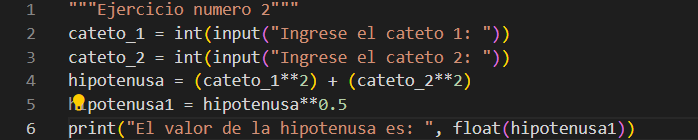 1 """Ejercicio numero 2"""
2 cateto_1 = int(input("Ingrese el cateto 1: "))
3 cateto_2 = int(input("Ingrese el cateto 2: "))
4 hipotenusa = (cateto_1**2) + (cateto_2**2)
5 hipotenusa1 = hipotenusa**0.5
6 print("El valor de la hipotenusa es: ", float(hipotenusa1))